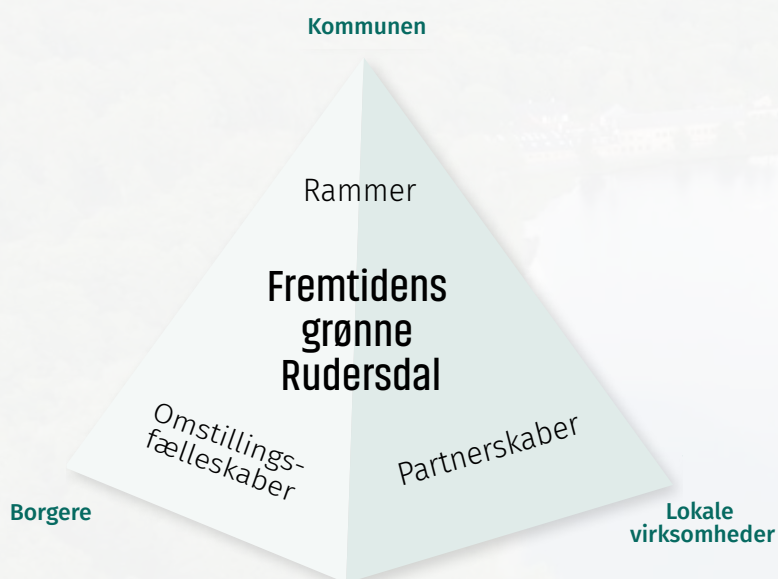 Kommunen
Rammer
Fremtidens
grønne
Rudersdal
Omstillings-
fælleskaber
Partnerskaber
Borgere
Lokale
virksomheder